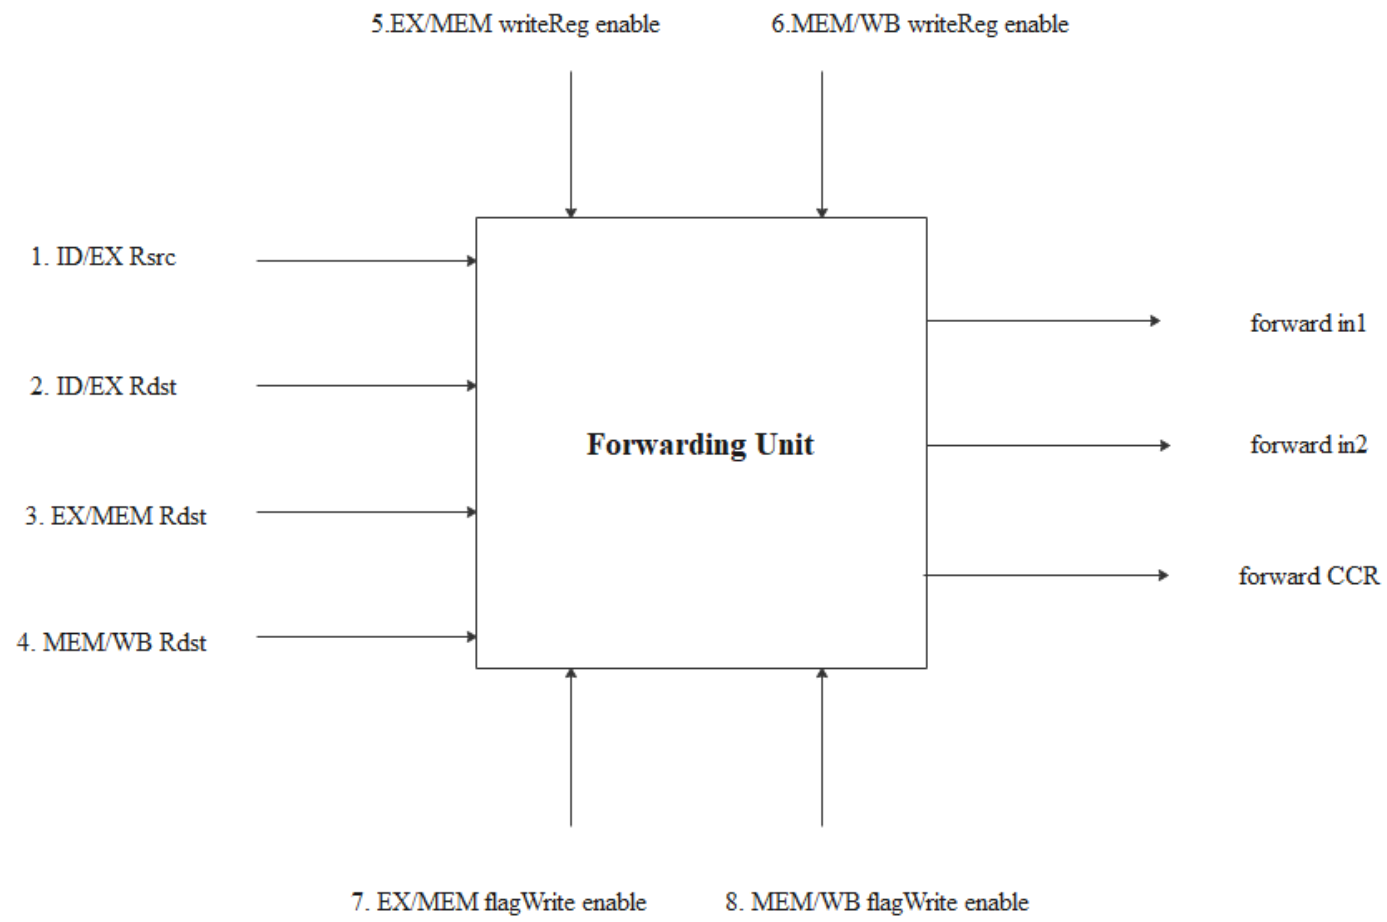 5.EX/MEM writeReg enable
6.MEM/WB writeReg enable
1. ID/EX Rsrc
forward in1
2. ID/EX Rdst
Forwarding Unit
forward in2
3. EX/MEM Rdst
forward CCR
4. MEM/WB Rdst
7. EX/MEM flagWrite enable
8. MEM/WB flagWrite enable